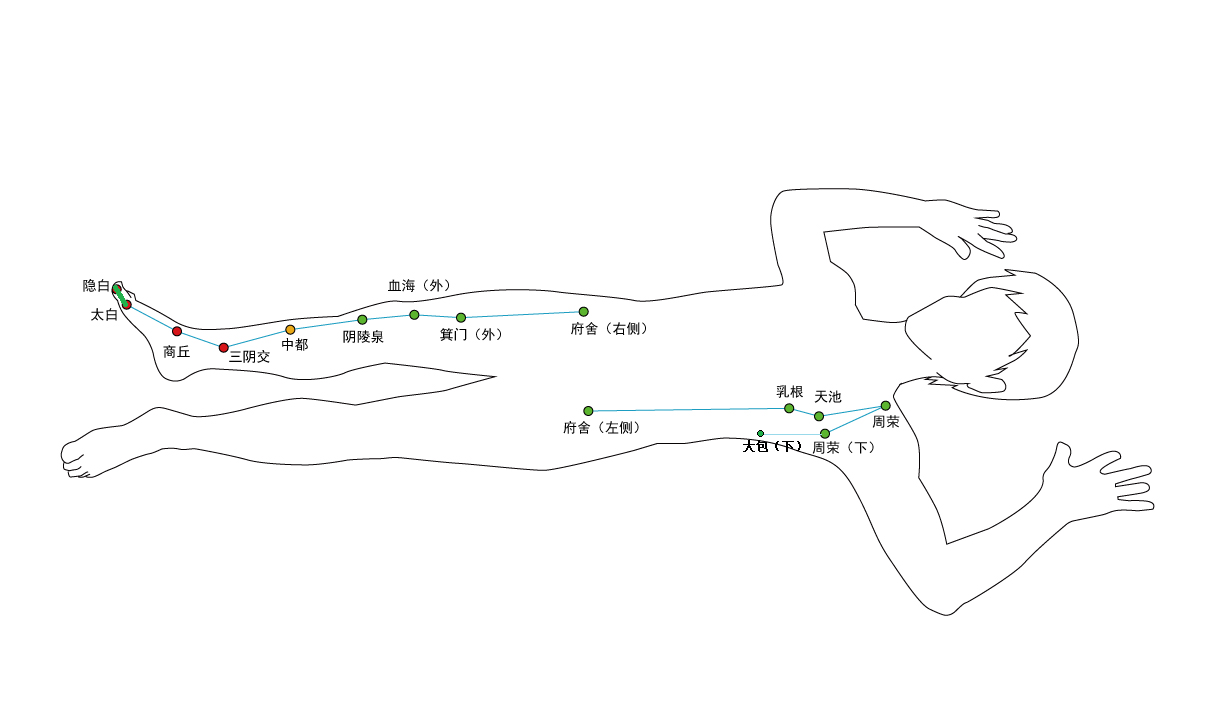 隐白
太白
商丘
三阴交
中都
阴陵泉
血海（外）
箕门（外）
府舍（右侧）
府舍（左侧）
乳根
天池
周荣
大包（下）
周荣（下）